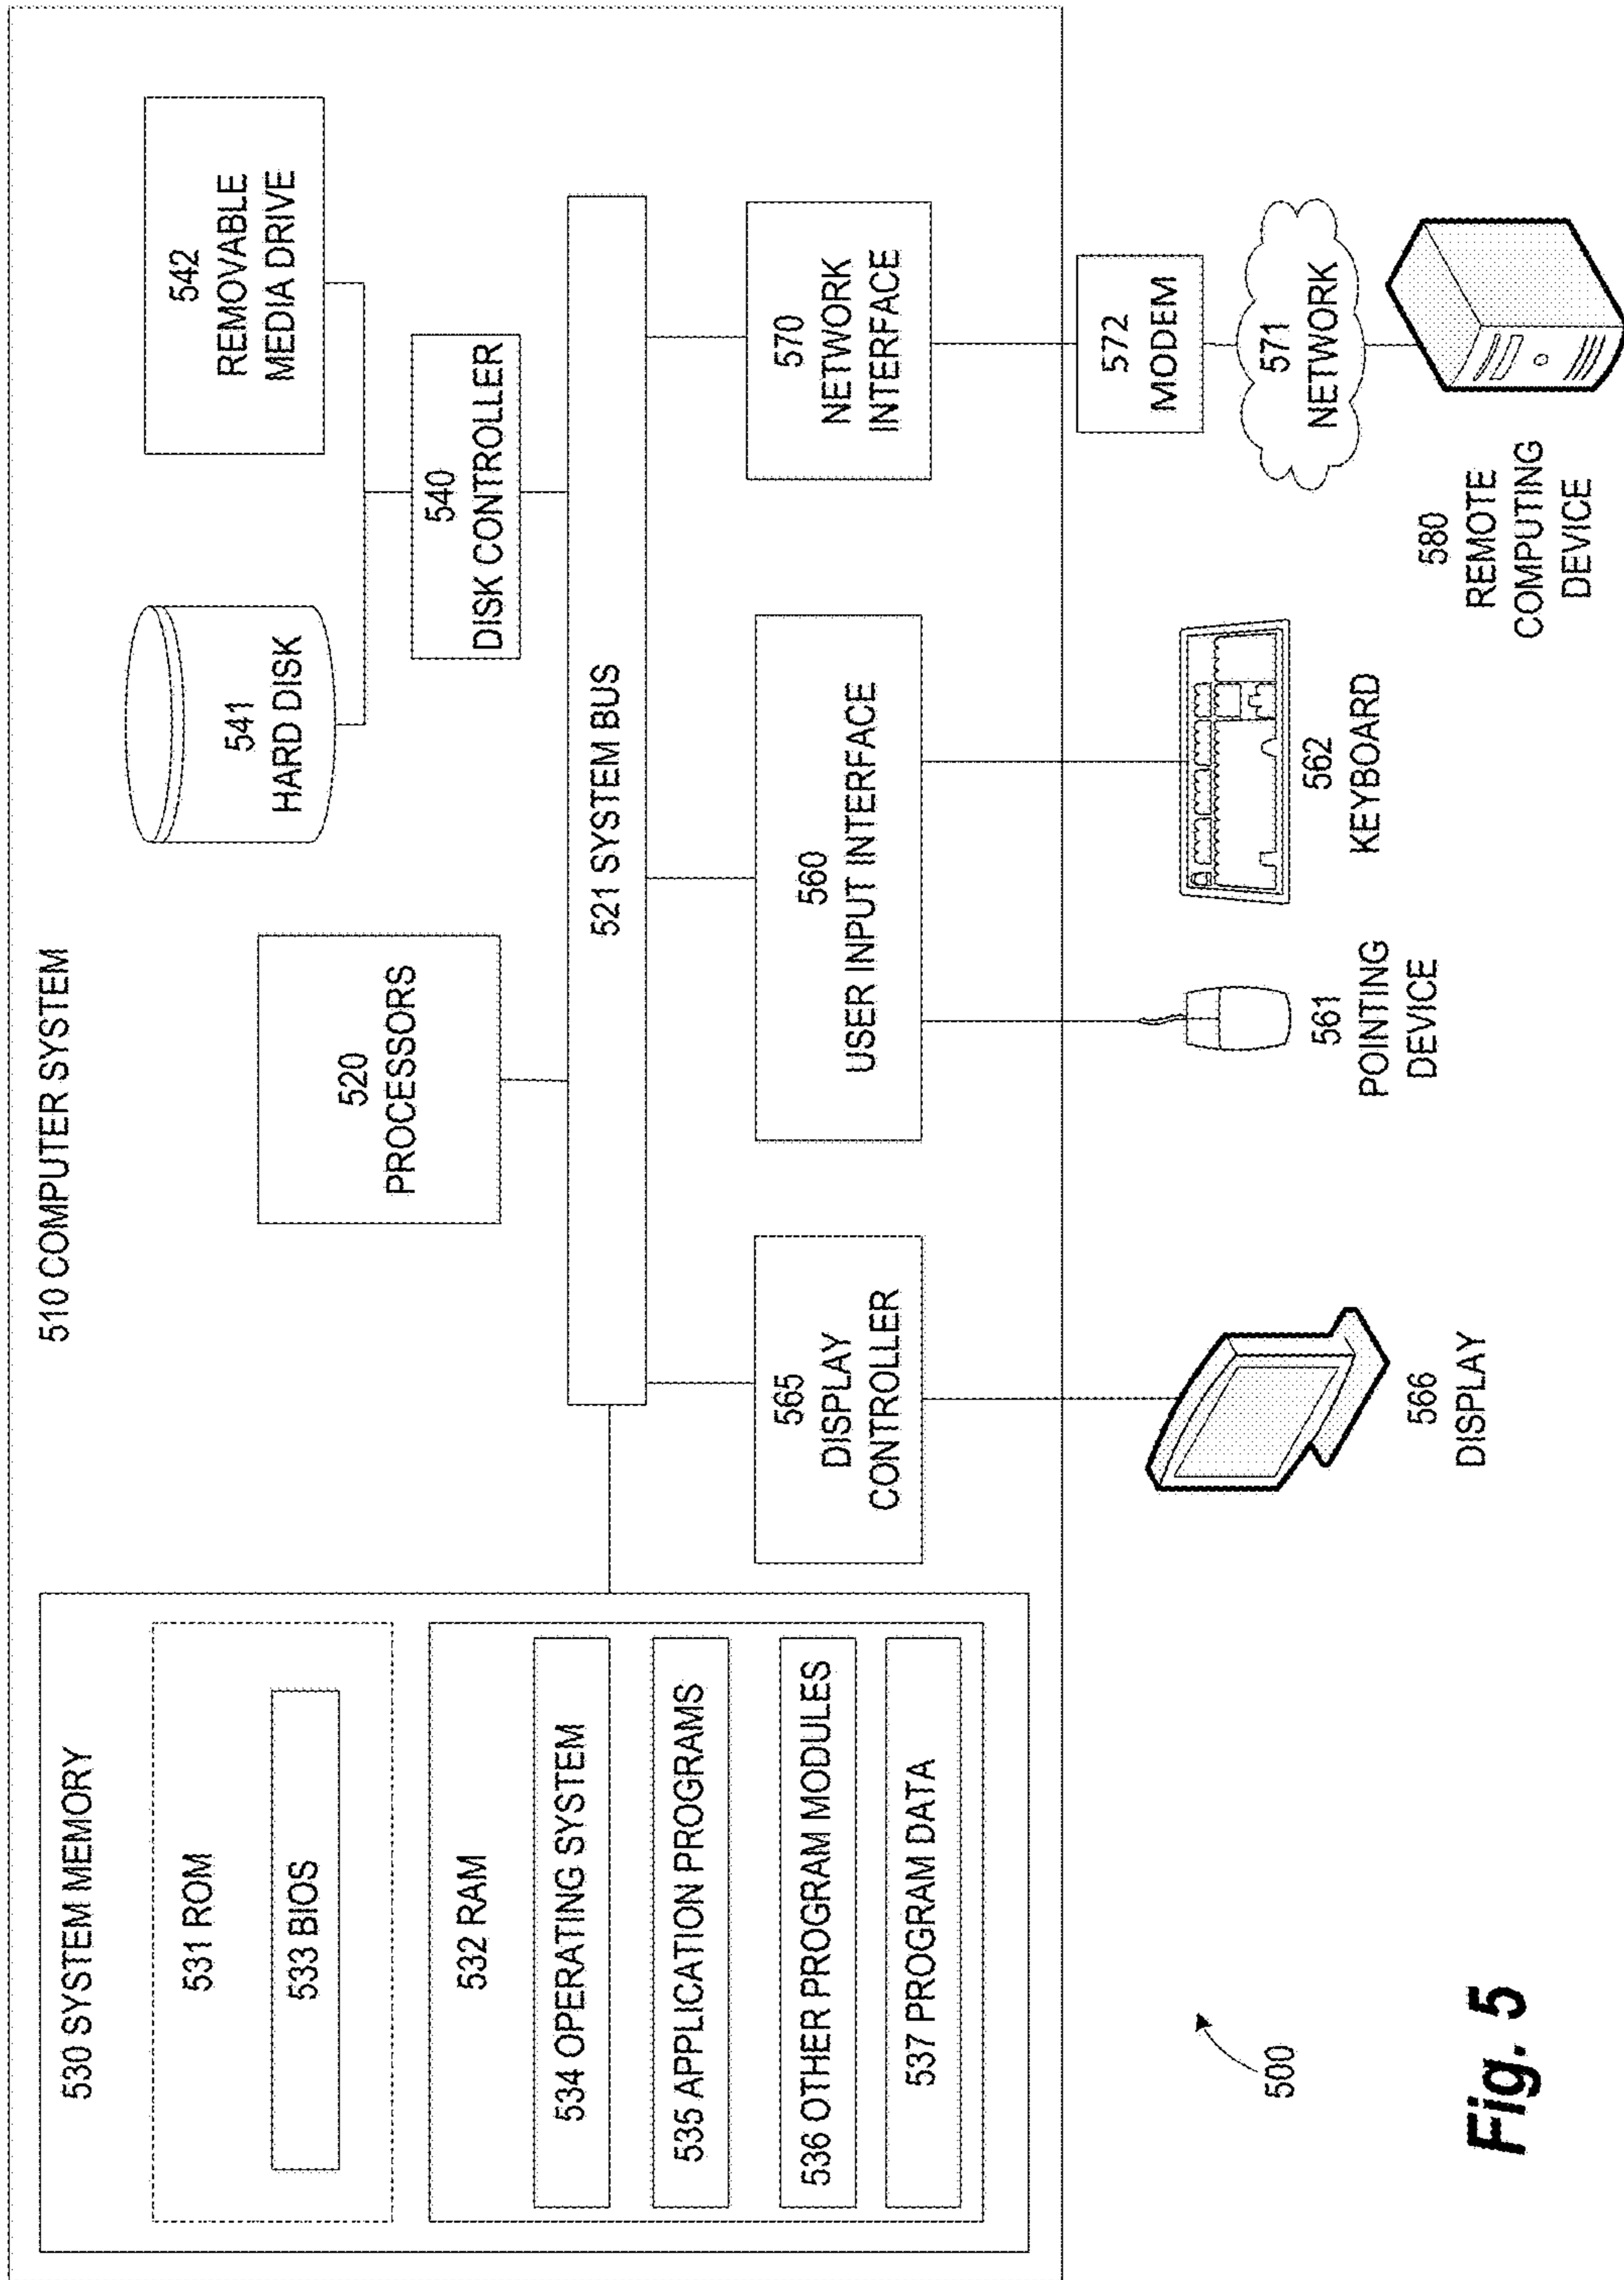 510 COMPUTER SYSTEM
530 SYSTEM MEMORY
531 ROM
533 BIOS
532 RAM
534 OPERATING SYSTEM
535 APPLICATION PROGRAMS
536 OTHER PROGRAM MODULES
537 PROGRAM DATA
520
PROCESSORS
541
HARD DISK
542
REMOVABLE
MEDIA DRIVE
540
DISK CONTROLLER
521 SYSTEM BUS
565
DISPLAY
CONTROLLER
560
USER INPUT INTERFACE
570
NETWORK
INTERFACE
572
MODEM
571
NETWORK
566
DISPLAY
561
POINTING
DEVICE
562
KEYBOARD
580
REMOTE
COMPUTING
DEVICE
500
Fig. 5